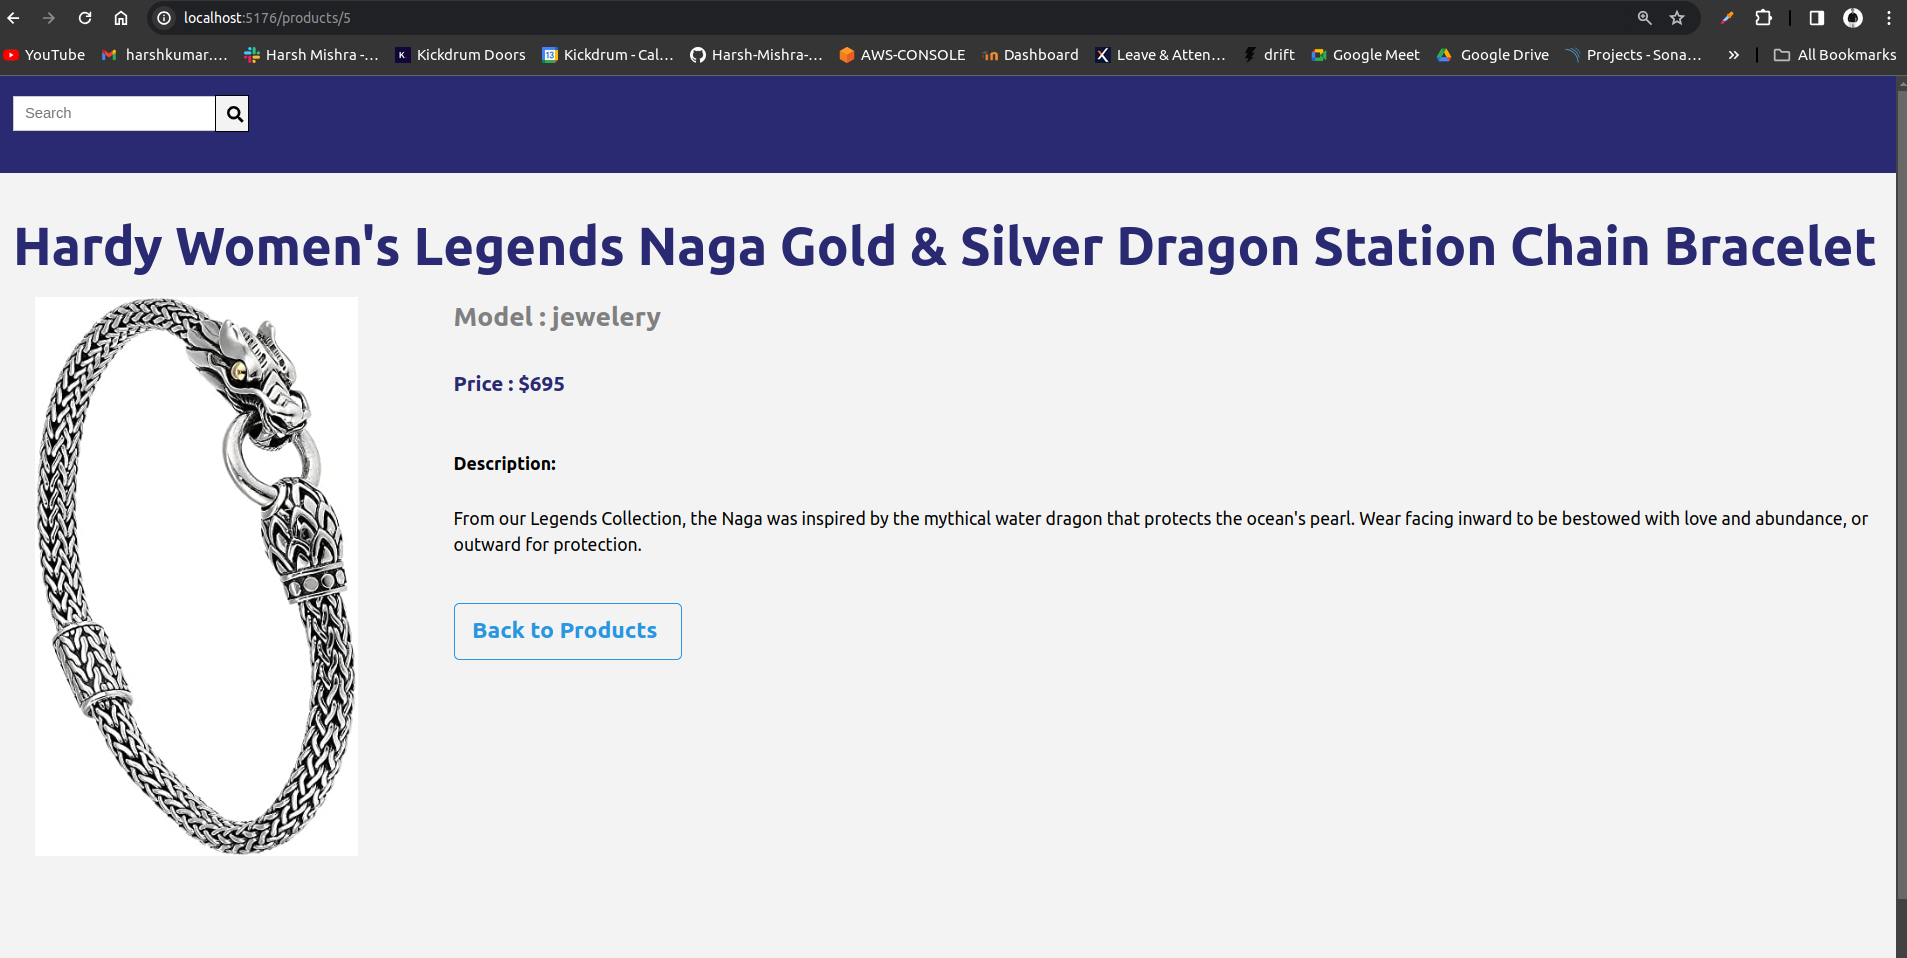 localhost:5176/products/5
YouTube harshkumar.... Harsh Mishra -... K. Kickdrum Doors 13 Kickdrum - Cal... Harsh-Mishra-... AWS-CONSOLE Dashboard X Leave & Atten... drift Google Meet Google Drive Projects - Sona... » All Bookmarks
Search
Hardy Women's Legends Naga Gold & Silver Dragon Station Chain Bracelet
Model : jewelery
Price : $695
Description:
From our Legends Collection, the Naga was inspired by the mythical water dragon that protects the ocean's pearl. Wear facing inward to be bestowed with love and abundance, or
outward for protection.
Back to Products